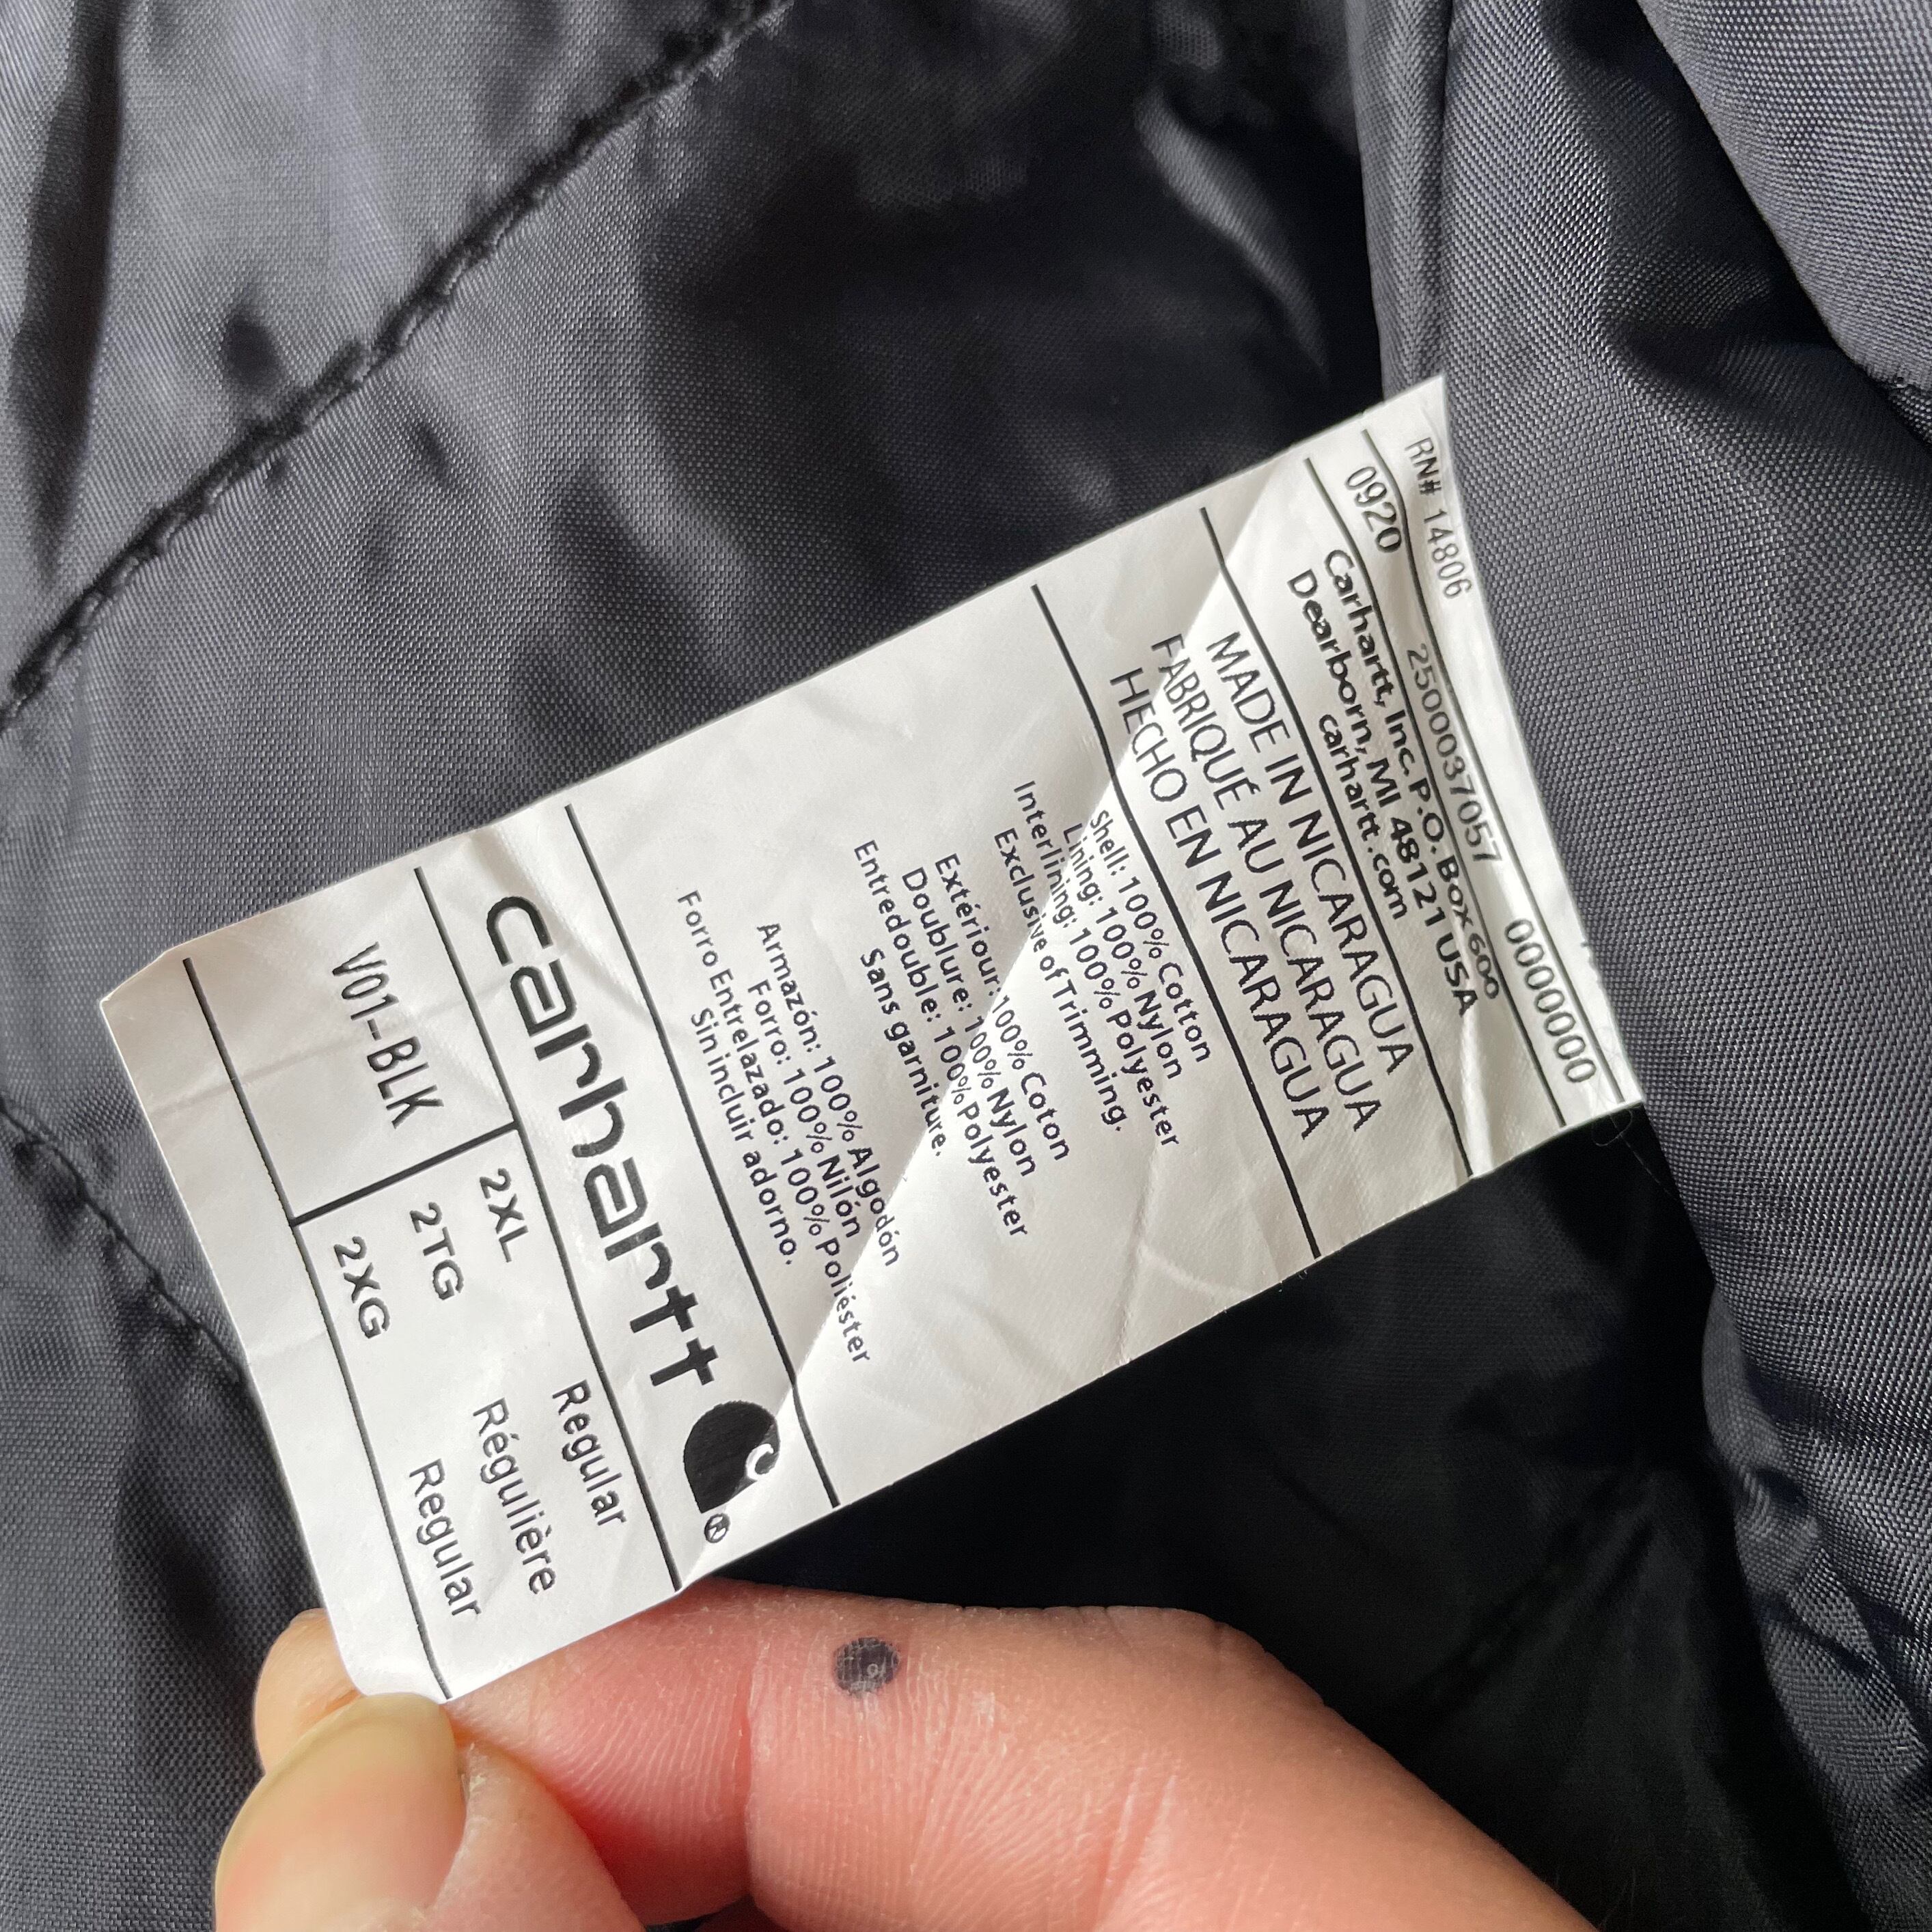 RN# 14806 2500037057 0000000
0920 Carhartt, Inc. P.O. Box 600
Dearborn, MI 48121 USA
carhartt.com
MADE IN NICARAGUA
FABRIQUÉ AU NICARAGUA
HECHO EN NICARAGUA
Shell: 100% Cotton
Lining: 100% Nylon
Interlining: 100% Polyester
Exclusive of Trimming.
Extériour: 100% Coton
Doublure: 100% Nylon
Entredouble: 100% Polyester
Sans garniture.
Armazón: 100% Algodón
Forro: 100% Nilón
Forro Entrelazado: 100% Poliéster
Sin incluir adorno.
carhartt C ®
2XL Regular
2TG Régulière
V01-BLK 2XG Regular